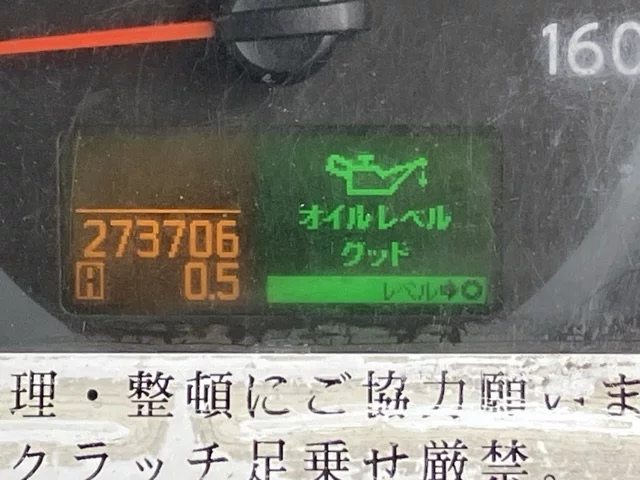 160
273706
A 0.5
オイルレベル
グッド
レベル➡○
理・整頓にご協力願いま
クラッチ足乗せ厳禁。